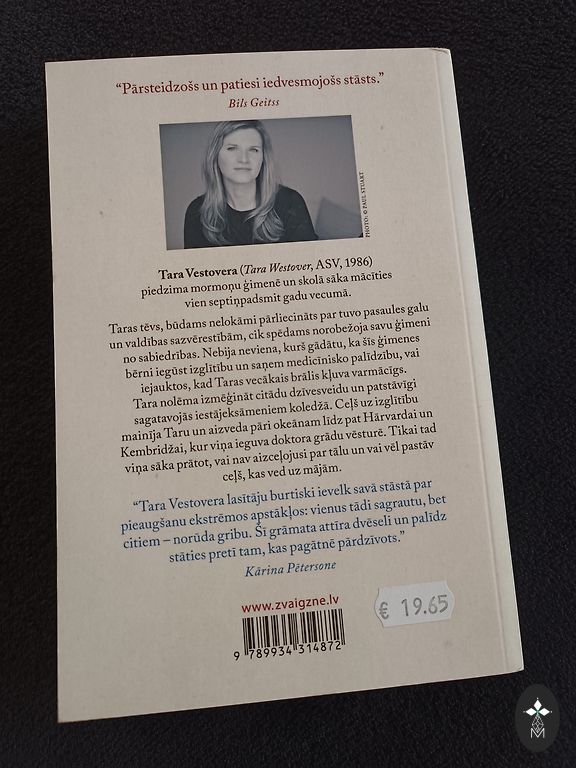 “Pārsteidzošs un patiesi iedvesmojošs stāsts.”
Bils Geitss
PHOTO: © PAUL STUART
Tara Vestovera (Tara Westover, ASV, 1986)
piedzima mormoņu ģimenē un skolā sāka mācīties
vien septiņpadsmit gadu vecumā.
Taras tēvs, būdams nelokāmi pārliecināts par tuvo pasaules galu
un valdības sazvērestībām, cik spēdams norobežoja savu ģimeni
no sabiedrības. Nebija neviena, kurš gādātu, ka šīs ģimenes
bērni iegūst izglītību un saņem medicīnisko palīdzību, vai
iejauktos, kad Taras vecākais brālis kļuva varmācīgs.
Tara nolēma izmēģināt citādu dzīvesveidu un patstāvīgi
sagatavojās iestājeksāmeniem koledžā. Ceļš uz izglītību
mainīja Taru un aizveda pāri okeānam līdz pat Hārvardai un
Kembridžai, kur viņa ieguva doktora grādu vēsturē. Tikai tad
viņa sāka prātot, vai nav aizceļojusi par tālu un vai vēl pastāv
ceļš, kas ved uz mājām.
“Tara Vestovera lasītāju burtiski ievelk savā stāstā par
pieaugšanu ekstrēmos apstākļos: vienus tādi sagrautu, bet
citiem – norūda gribu. Šī grāmata attīra dvēseli un palīdz
stāties pretī tam, kas pagātnē pārdzīvots.”
Kārina Pētersone
www.zvaigzne.lv
€ 19.65
9 789934 314872
M